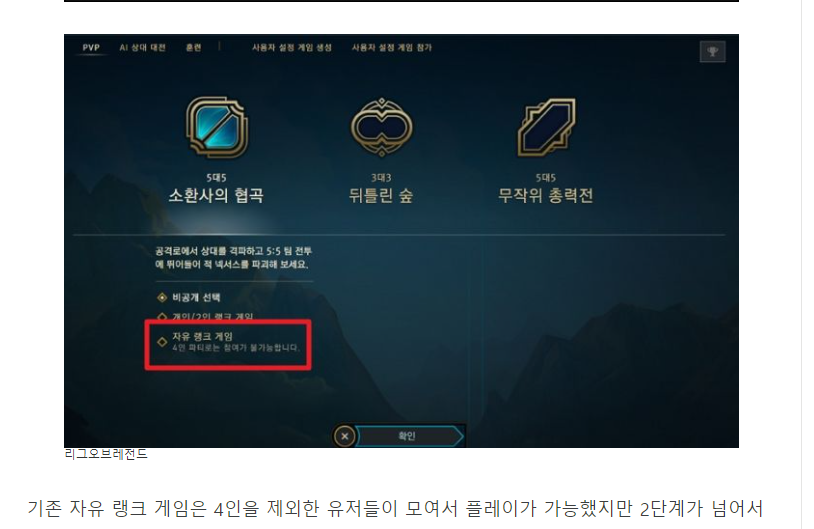 PVP AI 상대 대전 훈련 사용자 설정 게임 생성 사용자 설정 게임 참가
5대5 3대3 5대5
소환사의 협곡 뒤틀린 숲 무작위 총력전
공격로에서 상대를 격파하고 5:5 팀 전투
에 뛰어들어 적 넥서스를 파괴해 보세요.
비공개 선택
개인/2인 랭크 게임
자유 랭크 게임
4인 파티로는 참여가 불가능합니다.
확인
리그오브레전드
기존 자유 랭크 게임은 4인을 제외한 유저들이 모여서 플레이가 가능했지만 2단계가 넘어서